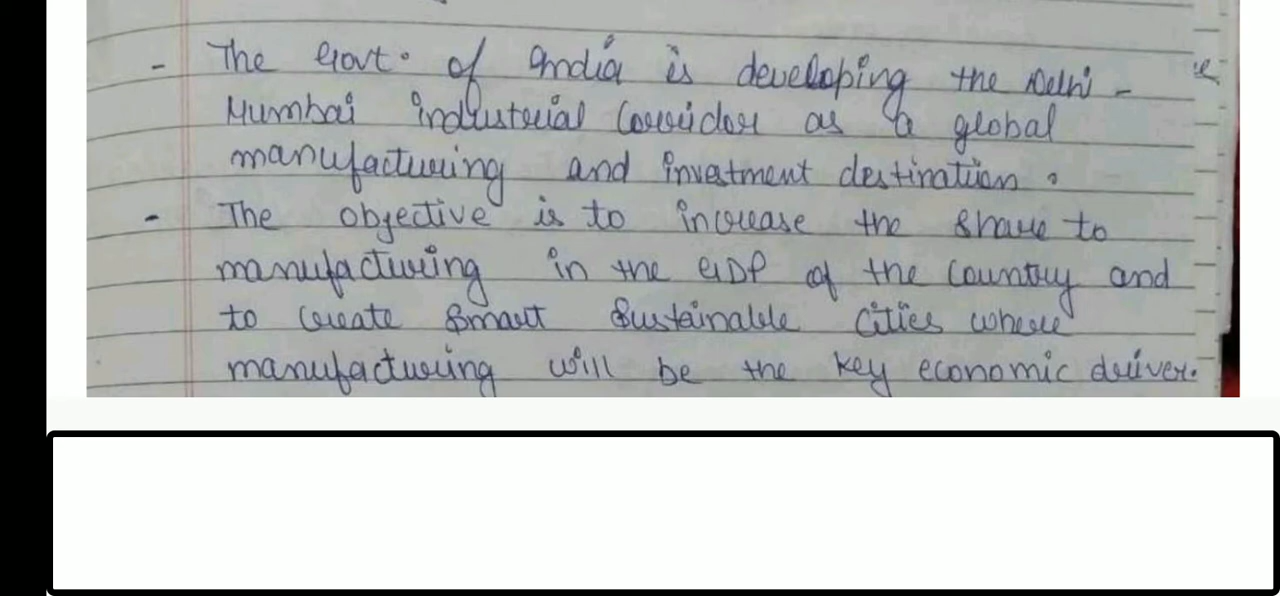 - The Govt. of India is developing the Delhi -
Mumbai industrial Corridor as a global
manufacturing and investment destination.
- The objective is to increase the share to
manufacturing in the GDP of the country and
to create smart sustainable cities where
manufacturing will be the key economic driver.